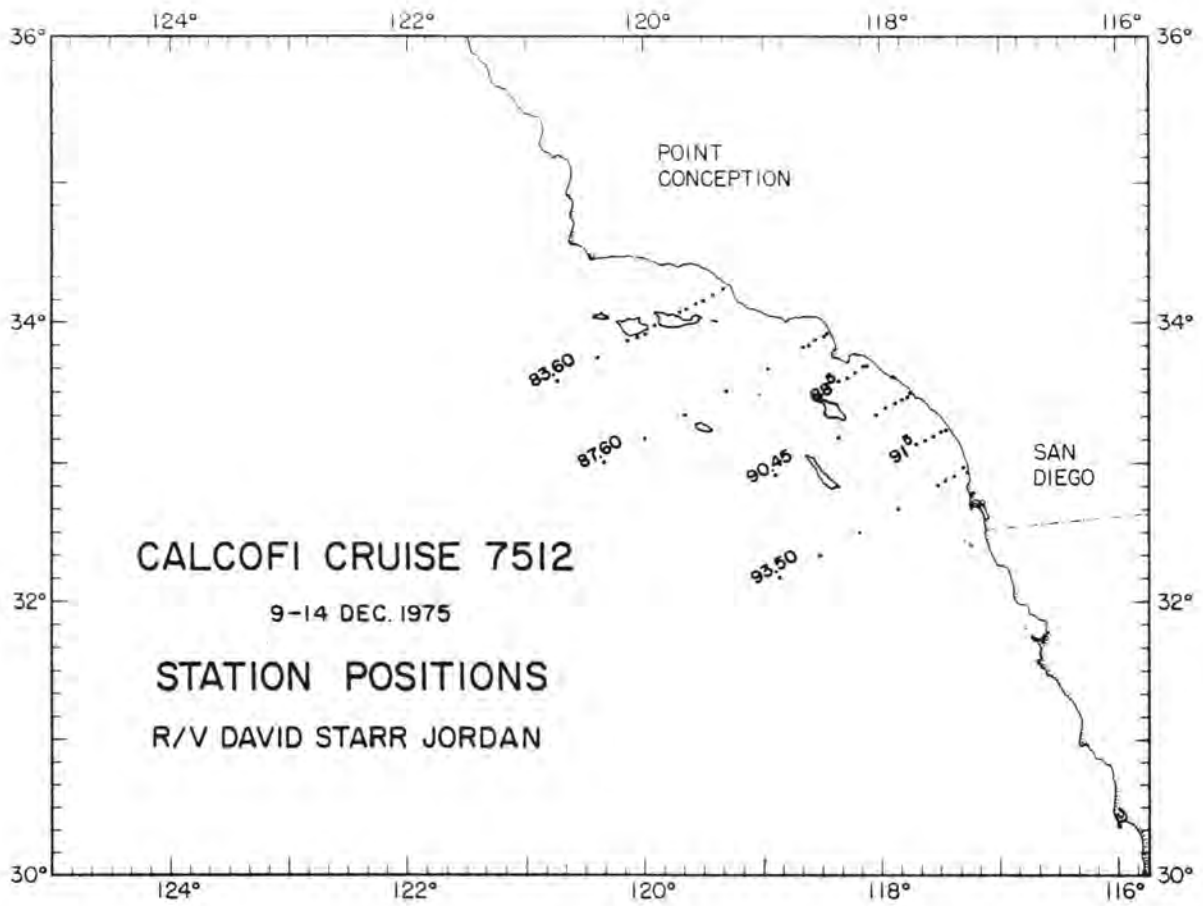 124° 122° 120° 118° 116°
36° 36°
POINT
CONCEPTION
34° 34°
83.60
88⁵
87.60
90.45
91⁵
SAN
DIEGO
93.50
CALCOFI CRUISE 7512
9-14 DEC. 1975
32° 32°
STATION POSITIONS
R/V DAVID STARR JORDAN
30° 30°
124° 122° 120° 118° 116°